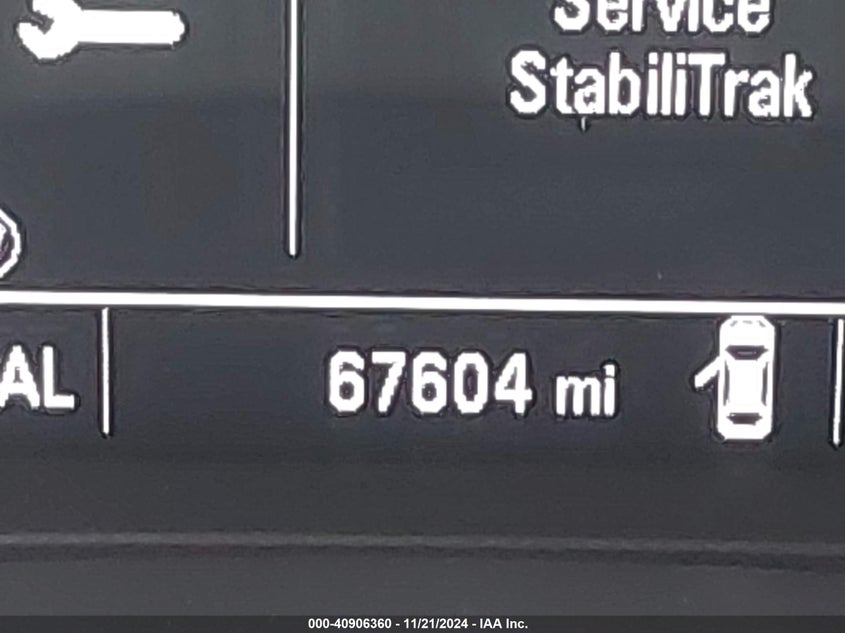 Service
StabiliTrak
AL
67604 mi
000-40906360 - 11/21/2024 - IAA Inc.